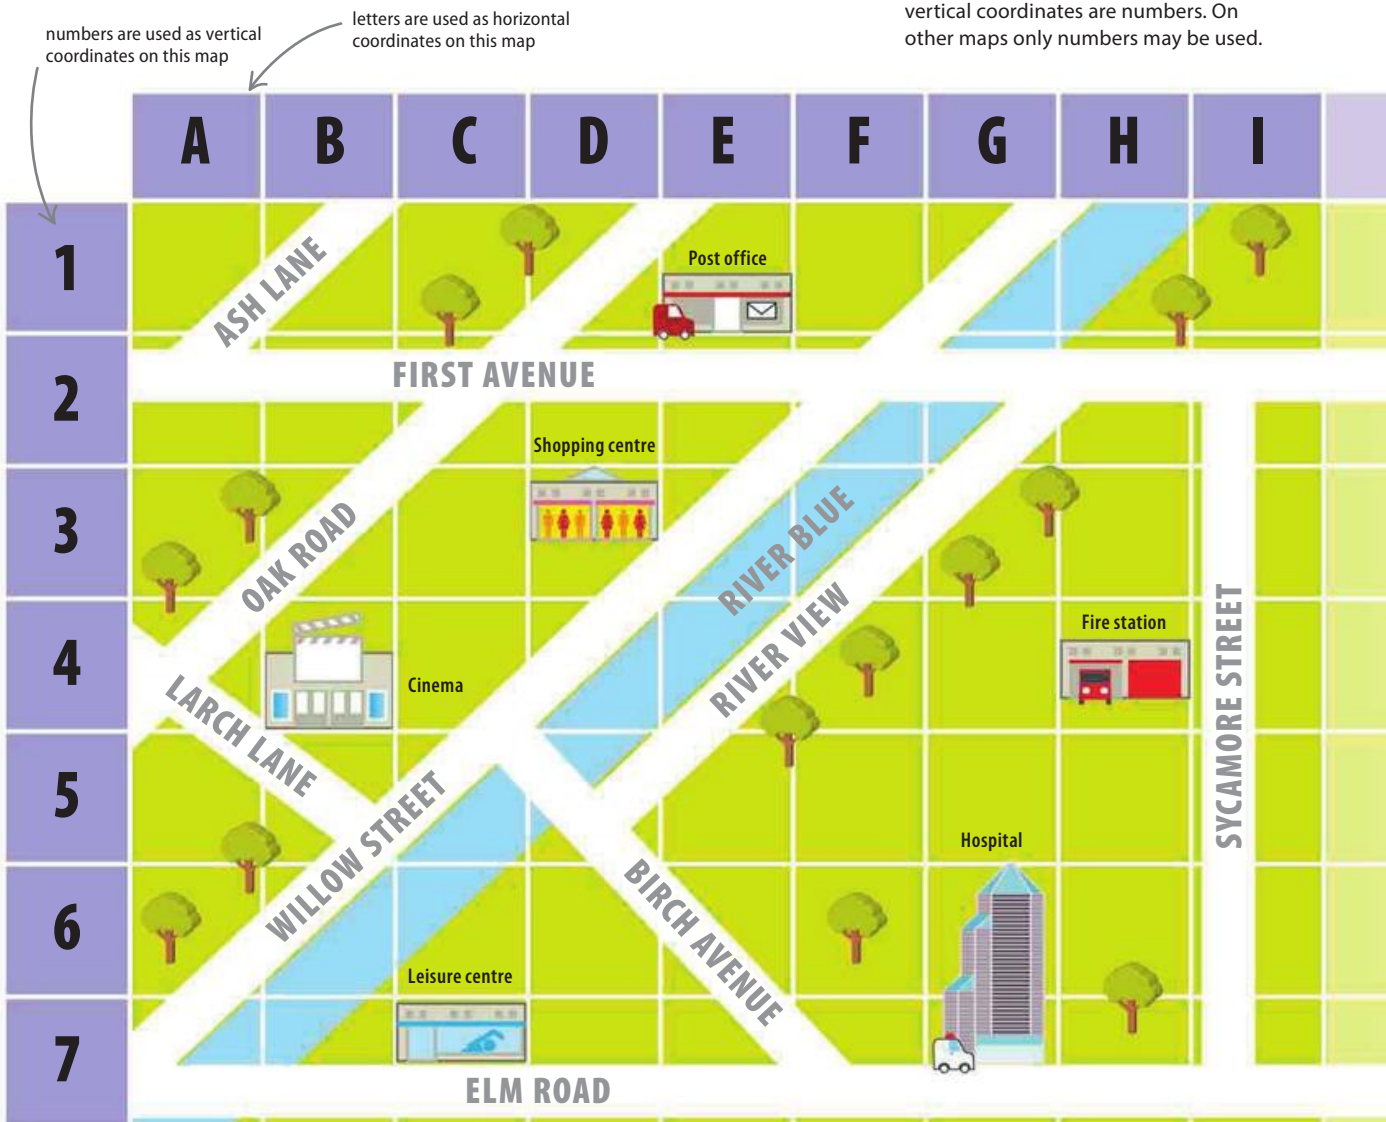 numbers are used as vertical
coordinates on this map
letters are used as horizontal
coordinates on this map
vertical coordinates are numbers. On
other maps only numbers may be used.
A B C D E F G H I
1
ASH LANE
Post office
2
FIRST AVENUE
Shopping centre
3
OAK ROAD
RIVER BLUE
4
Cinema
LARCH LANE
RIVER VIEW
Fire station
SYCAMORE STREET
5
WILLOW STREET
Hospital
6
BIRCH AVENUE
Leisure centre
7
ELM ROAD